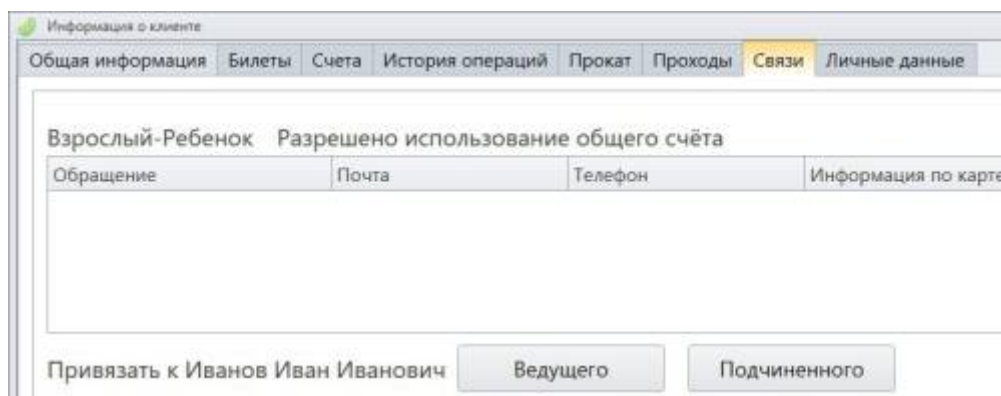 Информация о клиенте
Общая информация Билеты Счета История операций Прокат Проходы Связи Личные данные
Взрослый-Ребенок Разрешено использование общего счёта
Обращение Почта Телефон Информация по карте
Привязать к Иванов Иван Иванович Ведущего Подчиненного